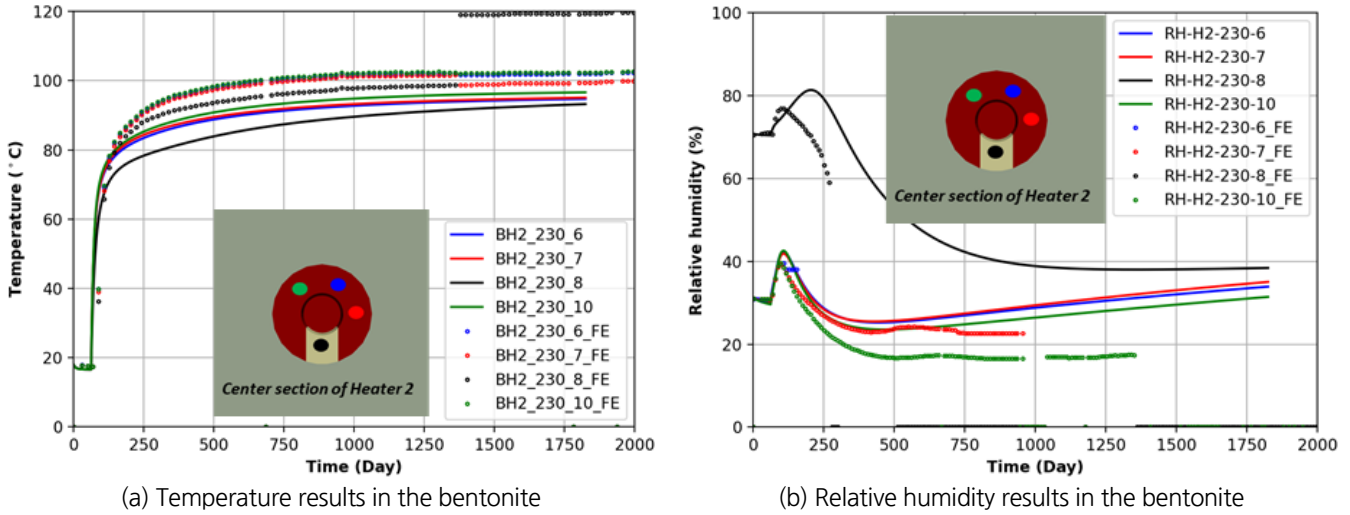 120
100
80
60
40
20
0
Temperature (°C)
Center section of Heater 2
BH2_230_6
BH2_230_7
BH2_230_8
BH2_230_10
BH2_230_6_FE
BH2_230_7_FE
BH2_230_8_FE
BH2_230_10_FE
0 250 500 750 1000 1250 1500 1750 2000
Time (Day)
(a) Temperature results in the bentonite
100
80
60
40
20
0
Relative humidity (%)
Center section of Heater 2
RH-H2-230-6
RH-H2-230-7
RH-H2-230-8
RH-H2-230-10
RH-H2-230-6_FE
RH-H2-230-7_FE
RH-H2-230-8_FE
RH-H2-230-10_FE
0 250 500 750 1000 1250 1500 1750 2000
Time (Day)
(b) Relative humidity results in the bentonite